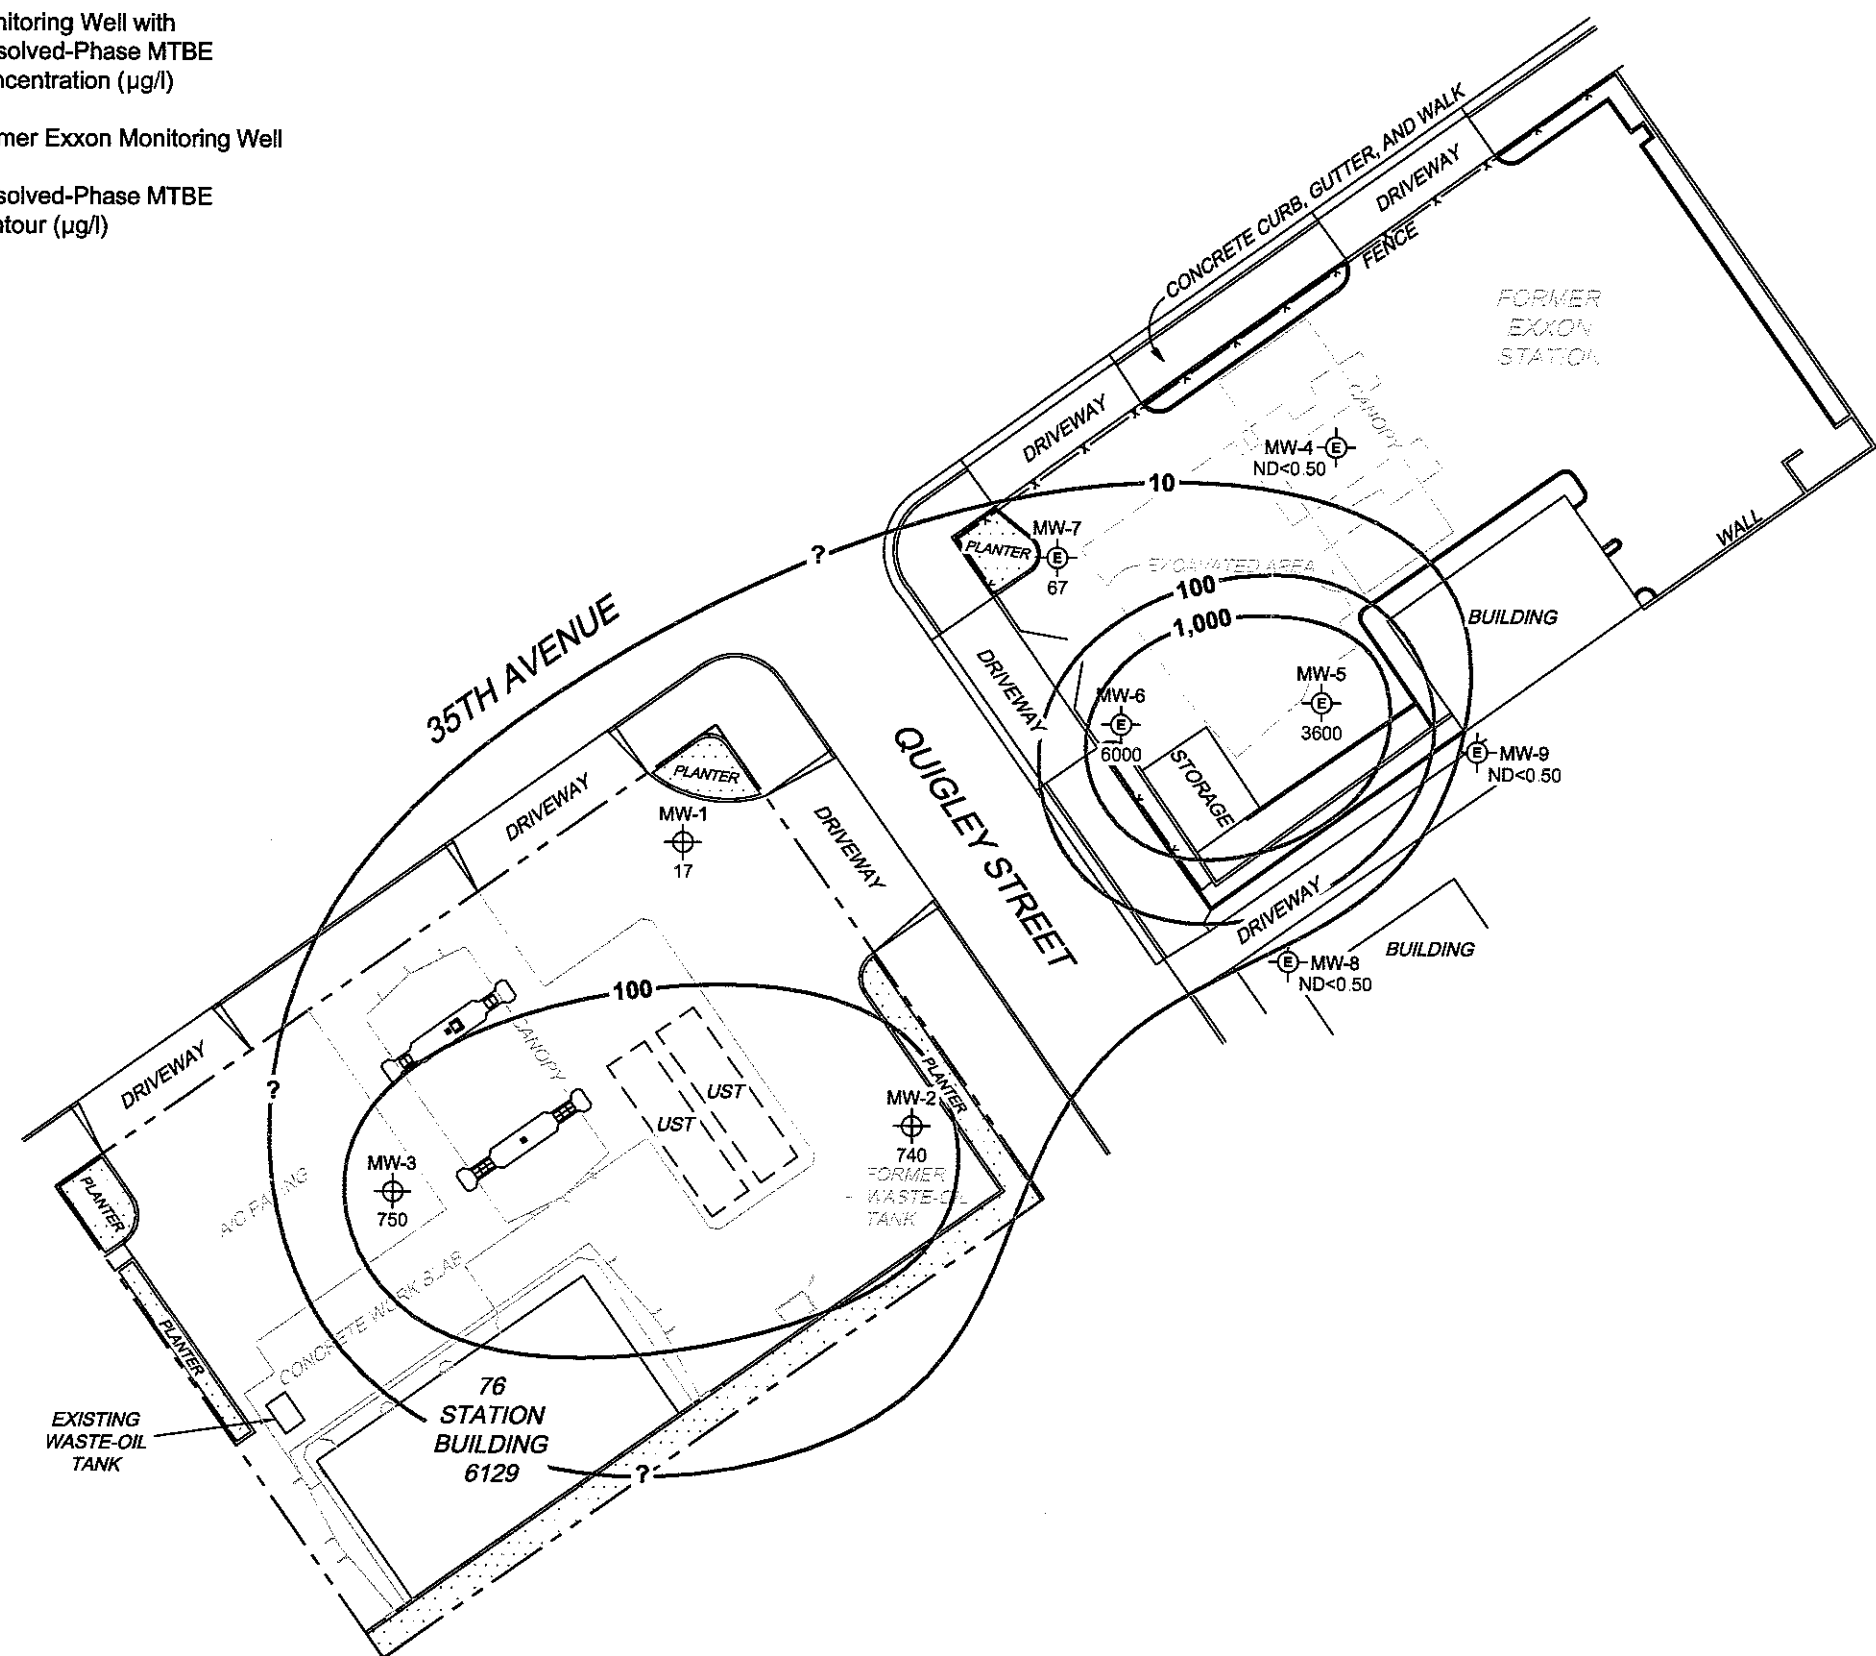 nitoring Well with
solved-Phase MTBE
ncentration (µg/l)
mer Exxon Monitoring Well
solved-Phase MTBE
ntour (µg/l)
CONCRETE CURB, GUTTER, AND WALK
DRIVEWAY
FENCE
FORMER
EXXON
STATION
CANOPY
DRIVEWAY
MW-4
E
ND<0.50
10
MW-7
E
67
PLANTER
?
EXCAVATED AREA
100
1,000
WALL
BUILDING
35TH AVENUE
DRIVEWAY
MW-6
E
6000
MW-5
E
3600
STORAGE
E
MW-9
ND<0.50
QUIGLEY STREET
PLANTER
DRIVEWAY
MW-1
17
DRIVEWAY
DRIVEWAY
BUILDING
E
MW-8
ND<0.50
100
CANOPY
DRIVEWAY
?
UST
UST
PLANTER
MW-2
740
FORMER
WASTE-OIL
TANK
MW-3
750
PLANTER
A/C PAVING
CONCRETE WORK SLAB
PLANTER
76
STATION
BUILDING
6129
?
EXISTING
WASTE-OIL
TANK